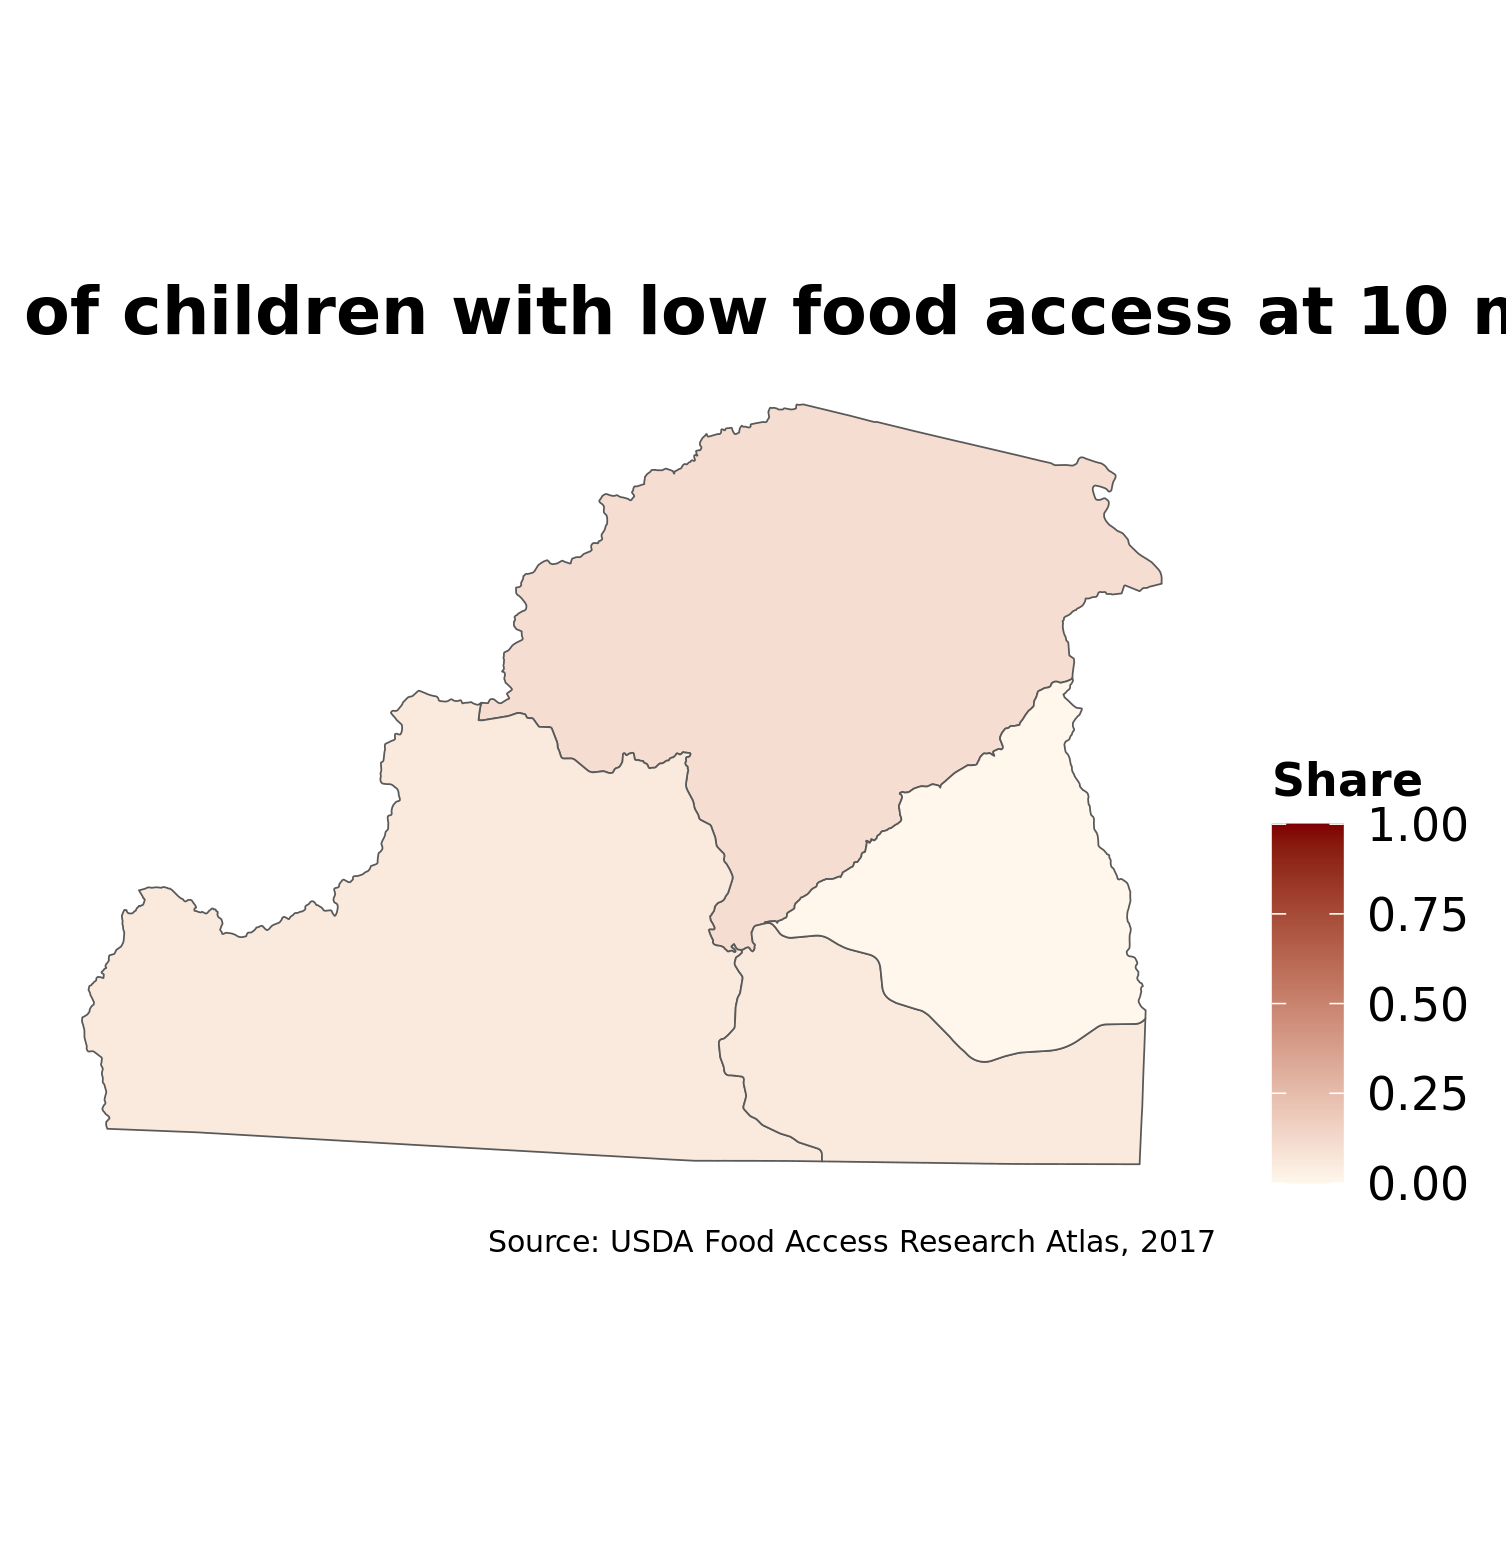 of children with low food access at 10
Share
1.00
0.75
0.50
0.25
0.00
Source: USDA Food Access Research Atlas, 2017